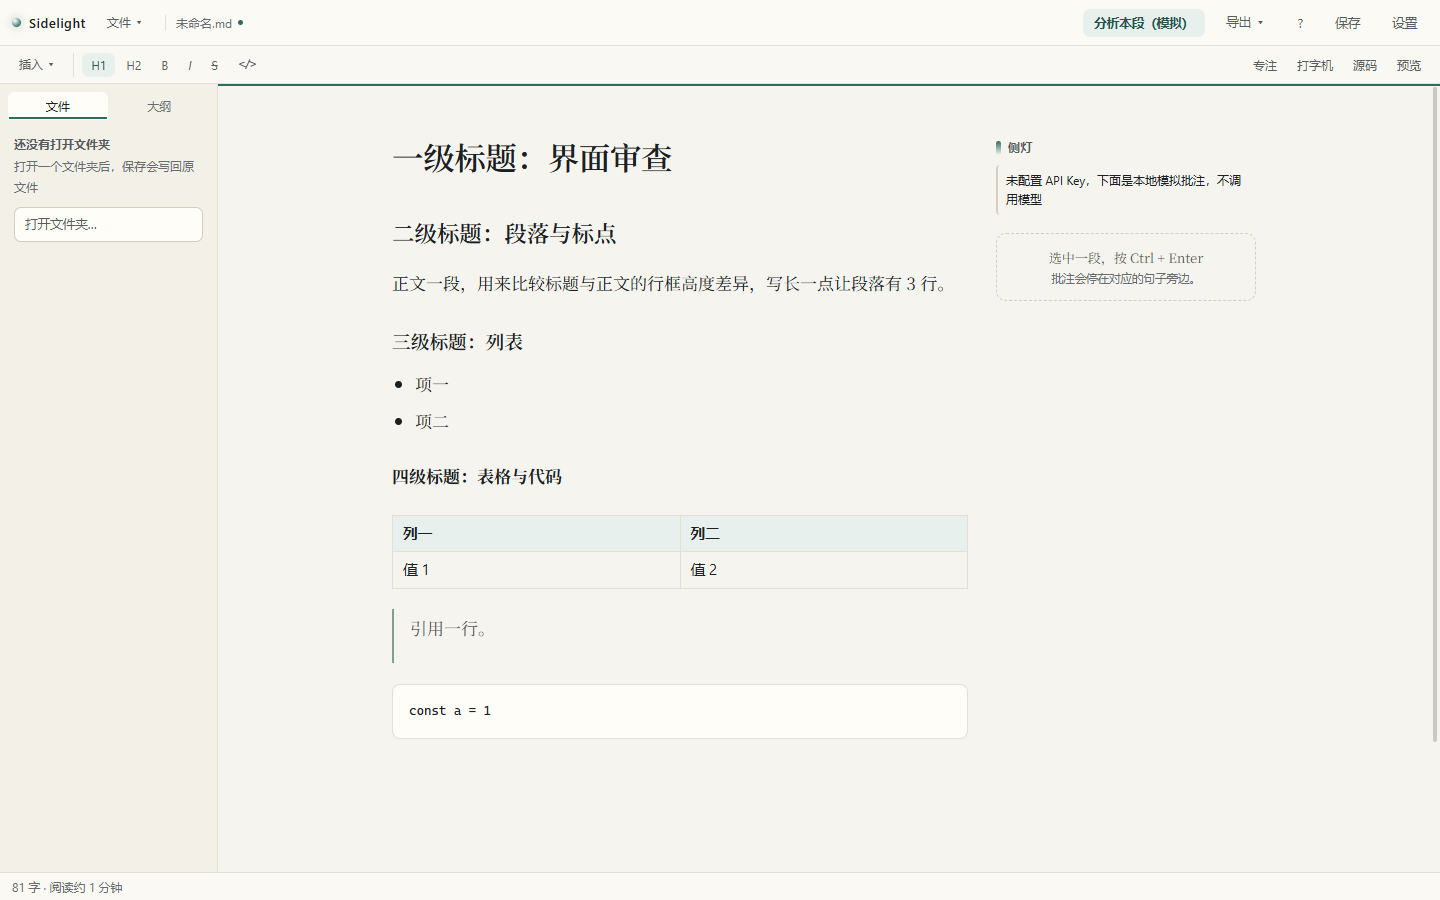 Sidelight 文件 ▾ 未命名.md ● 分析本段（模拟） 导出 ▾ ? 保存 设置
插入 ▾ H1 H2 B I S </> 专注 打字机 源码 预览
文件 大纲
还没有打开文件夹
打开一个文件夹后，保存会写回原
文件
打开文件夹...
一级标题：界面审查
二级标题：段落与标点
正文一段，用来比较标题与正文的行框高度差异，写长一点让段落有 3 行。
三级标题：列表
• 项一
• 项二
四级标题：表格与代码
列一 列二
值 1 值 2
引用一行。
const a = 1
侧灯
未配置 API Key，下面是本地模拟批注，不调
用模型
选中一段，按 Ctrl + Enter
批注会停在对应的句子旁边。
81 字 · 阅读约 1 分钟